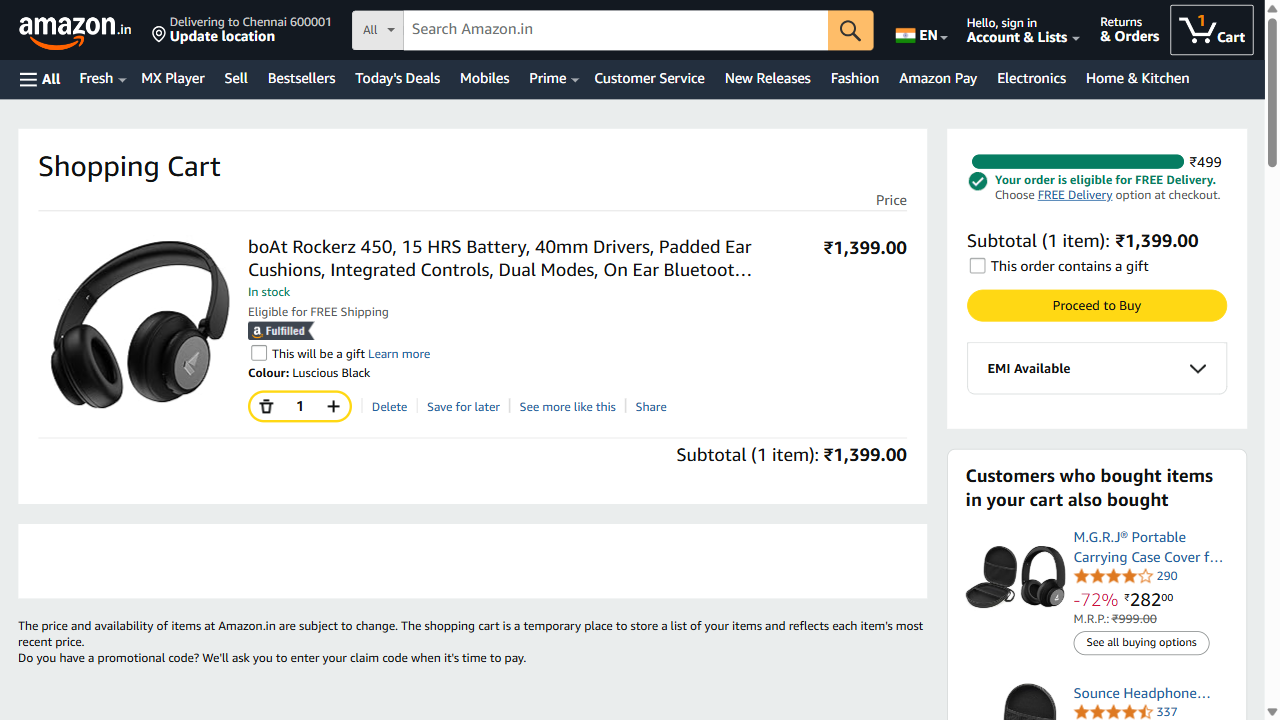 amazon.in
Delivering to Chennai 600001
Update location
All
Search Amazon.in
EN
Hello, sign in
Account & Lists
Returns
& Orders
1
Cart
All
Fresh
MX Player
Sell
Bestsellers
Today's Deals
Mobiles
Prime
Customer Service
New Releases
Fashion
Amazon Pay
Electronics
Home & Kitchen
Shopping Cart
Price
boAt Rockerz 450, 15 HRS Battery, 40mm Drivers, Padded Ear
Cushions, Integrated Controls, Dual Modes, On Ear Bluetoot…
₹1,399.00
In stock
Eligible for FREE Shipping
a Fulfilled
This will be a gift Learn more
Colour: Luscious Black
1
Delete
Save for later
See more like this
Share
Subtotal (1 item): ₹1,399.00
The price and availability of items at Amazon.in are subject to change. The shopping cart is a temporary place to store a list of your items and reflects each item's most
recent price.
Do you have a promotional code? We'll ask you to enter your claim code when it's time to pay.
₹499
Your order is eligible for FREE Delivery.
Choose FREE Delivery option at checkout.
Subtotal (1 item): ₹1,399.00
This order contains a gift
Proceed to Buy
EMI Available
Customers who bought items
in your cart also bought
M.G.R.J® Portable
Carrying Case Cover f…
290
-72% ₹28200
M.R.P.: ₹999.00
See all buying options
Sounce Headphone…
337